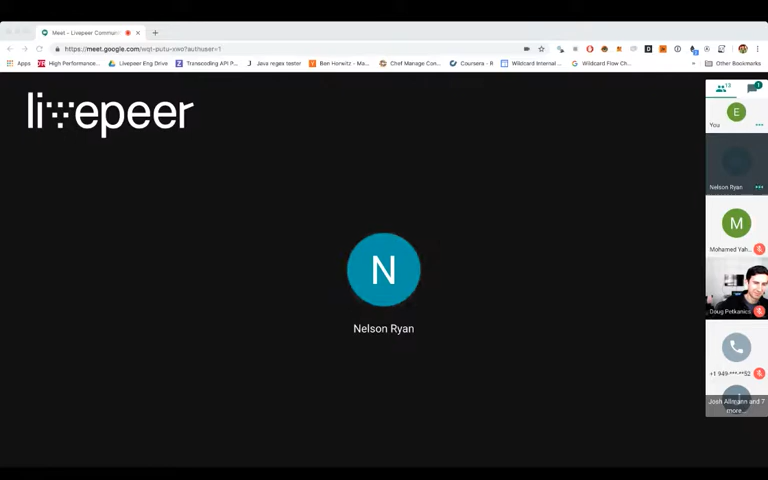 Meet - Livepeer Commun
https://meet.google.com/wqt-putu-vwo?authuser=1
Apps
High Performance...
Livepeer Eng Drive
Transcoding API P...
Java regex tester
Ben Horwitz - Ma...
Chef Manage Con...
Coursera - R
Wildcard Internal ...
Wildcard Flow Ch...
Other Bookmarks
livepeer
13
1
E
You
Nelson Ryan
M
Mohamed Yah...
Doug Petkanics
+1 949-***-**52
Josh Allmann and 7
more...
N
Nelson Ryan